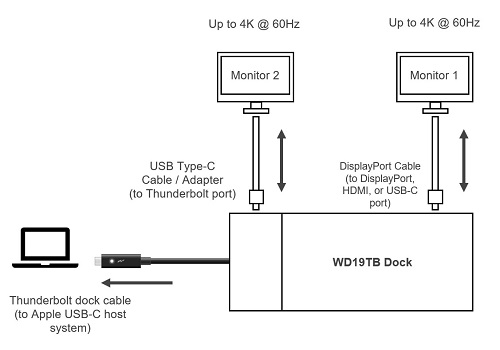 Up to 4K @ 60Hz
Up to 4K @ 60Hz
Monitor 2
Monitor 1
USB Type-C
Cable / Adapter
(to Thunderbolt port)
DisplayPort Cable
(to DisplayPort,
HDMI, or USB-C
port)
WD19TB Dock
Thunderbolt dock cable
(to Apple USB-C host
system)